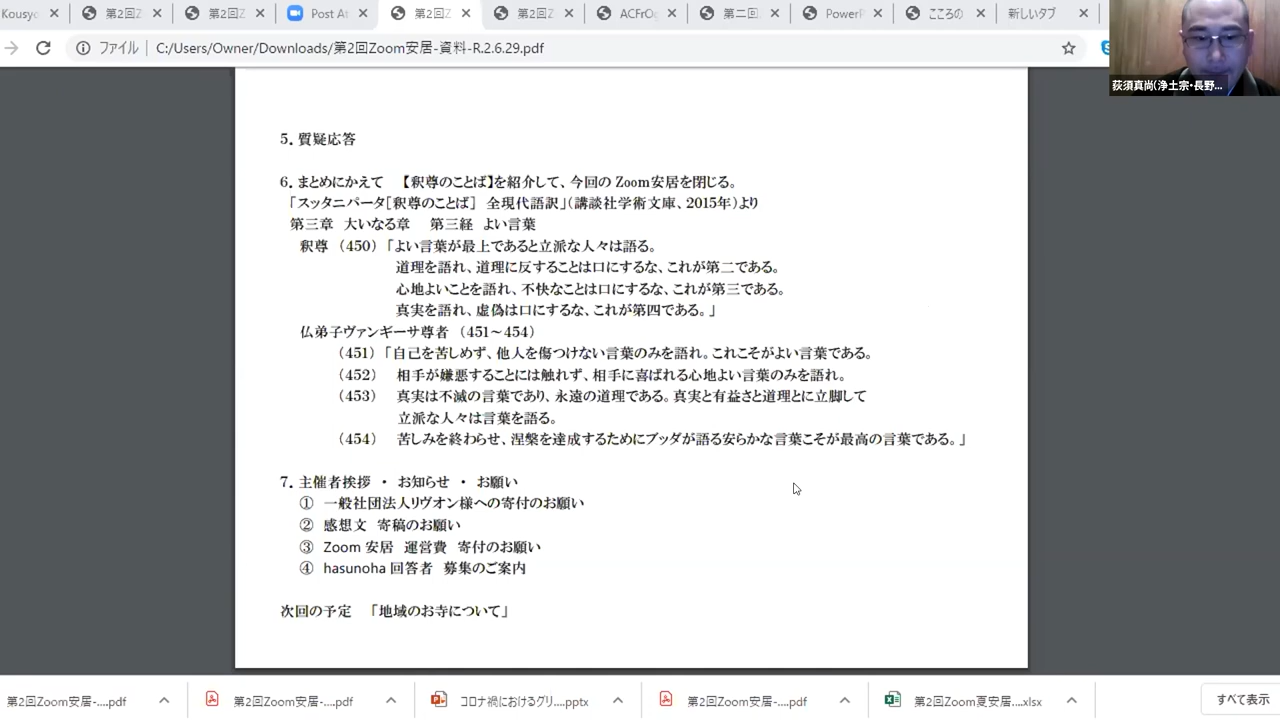 Kousyo
第2回Z
第2回Z
Post At
第2回Z
第2回Z
ACFrOg
第二回
PowerP
こころの
新しいタブ
ファイル C:/Users/Owner/Downloads/第2回Zoom安居-資料-R.2.6.29.pdf
荻須真尚(浄土宗・長野...
5. 質疑応答
6. まとめにかえて 【釈尊のことば】を紹介して、今回の Zoom安居を閉じる。
「スッタニパータ[釈尊のことば] 全現代語訳」(講談社学術文庫、2015年)より
第三章 大いなる章 第三経 よい言葉
釈尊 (450) 「よい言葉が最上であると立派な人々は語る。
道理を語れ、道理に反することは口にするな、これが第二である。
心地よいことを語れ、不快なことは口にするな、これが第三である。
真実を語れ、虚偽は口にするな、これが第四である。」
仏弟子ヴァンギーサ尊者 (451~454)
(451) 「自己を苦しめず、他人を傷つけない言葉のみを語れ。これこそがよい言葉である。
(452) 相手が嫌悪することには触れず、相手に喜ばれる心地よい言葉のみを語れ。
(453) 真実は不滅の言葉であり、永遠の道理である。真実と有益さと道理とに立脚して
立派な人々は言葉を語る。
(454) 苦しみを終わらせ、涅槃を達成するためにブッダが語る安らかな言葉こそが最高の言葉である。」
7. 主催者挨拶 ・ お知らせ ・ お願い
① 一般社団法人リヴオン様への寄付のお願い
② 感想文 寄稿のお願い
③ Zoom 安居 運営費 寄付のお願い
④ hasunoha 回答者 募集のご案内
次回の予定 「地域のお寺について」
第2回Zoom安居-....pdf
第2回Zoom安居-....pdf
コロナ禍におけるグリ....pptx
第2回Zoom安居-....pdf
第2回Zoom夏安居....xlsx
すべて表示